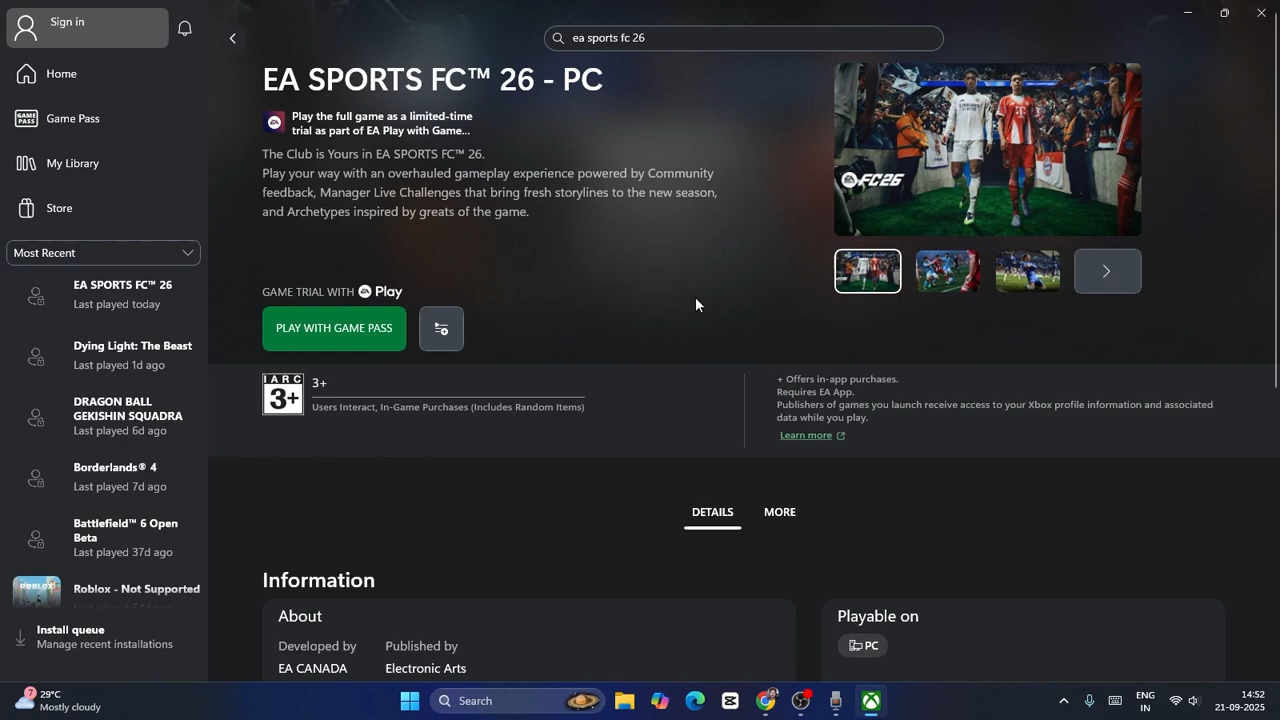 Sign in
ea sports fc 26
Home
GAME PASS
Game Pass
My Library
Store
Most Recent
EA SPORTS FC™ 26
Last played today
Dying Light: The Beast
Last played 1d ago
DRAGON BALL
GEKISHIN SQUADRA
Last played 6d ago
Borderlands® 4
Last played 7d ago
Battlefield™ 6 Open
Beta
Last played 37d ago
ROBLOX
Roblox - Not Supported
Install queue
Manage recent installations
EA SPORTS FC™ 26 - PC
EA
Play the full game as a limited-time
trial as part of EA Play with Game...
The Club is Yours in EA SPORTS FC™ 26.
Play your way with an overhauled gameplay experience powered by Community
feedback, Manager Live Challenges that bring fresh storylines to the new season,
and Archetypes inspired by greats of the game.
GAME TRIAL WITH EA Play
PLAY WITH GAME PASS
EA FC26
IARC
3+
3+
Users Interact, In-Game Purchases (Includes Random Items)
+ Offers in-app purchases.
Requires EA App.
Publishers of games you launch receive access to your Xbox profile information and associated
data while you play.
Learn more
DETAILS
MORE
Information
About
Developed by
Published by
EA CANADA
Electronic Arts
Playable on
PC
29°C
Mostly cloudy
Search
ENG
IN
14:52
21-09-2025